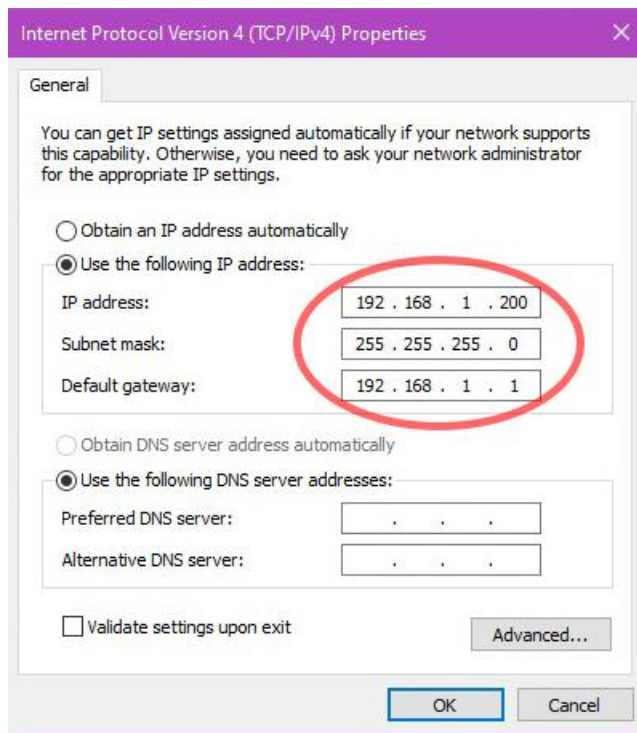 Internet Protocol Version 4 (TCP/IPv4) Properties
General
You can get IP settings assigned automatically if your network supports
this capability. Otherwise, you need to ask your network administrator
for the appropriate IP settings.
Obtain an IP address automatically
Use the following IP address:
IP address: 192 . 168 . 1 . 200
Subnet mask: 255 . 255 . 255 . 0
Default gateway: 192 . 168 . 1 . 1
Obtain DNS server address automatically
Use the following DNS server addresses:
Preferred DNS server: . . .
Alternative DNS server: . . .
Validate settings upon exit
Advanced...
OK Cancel